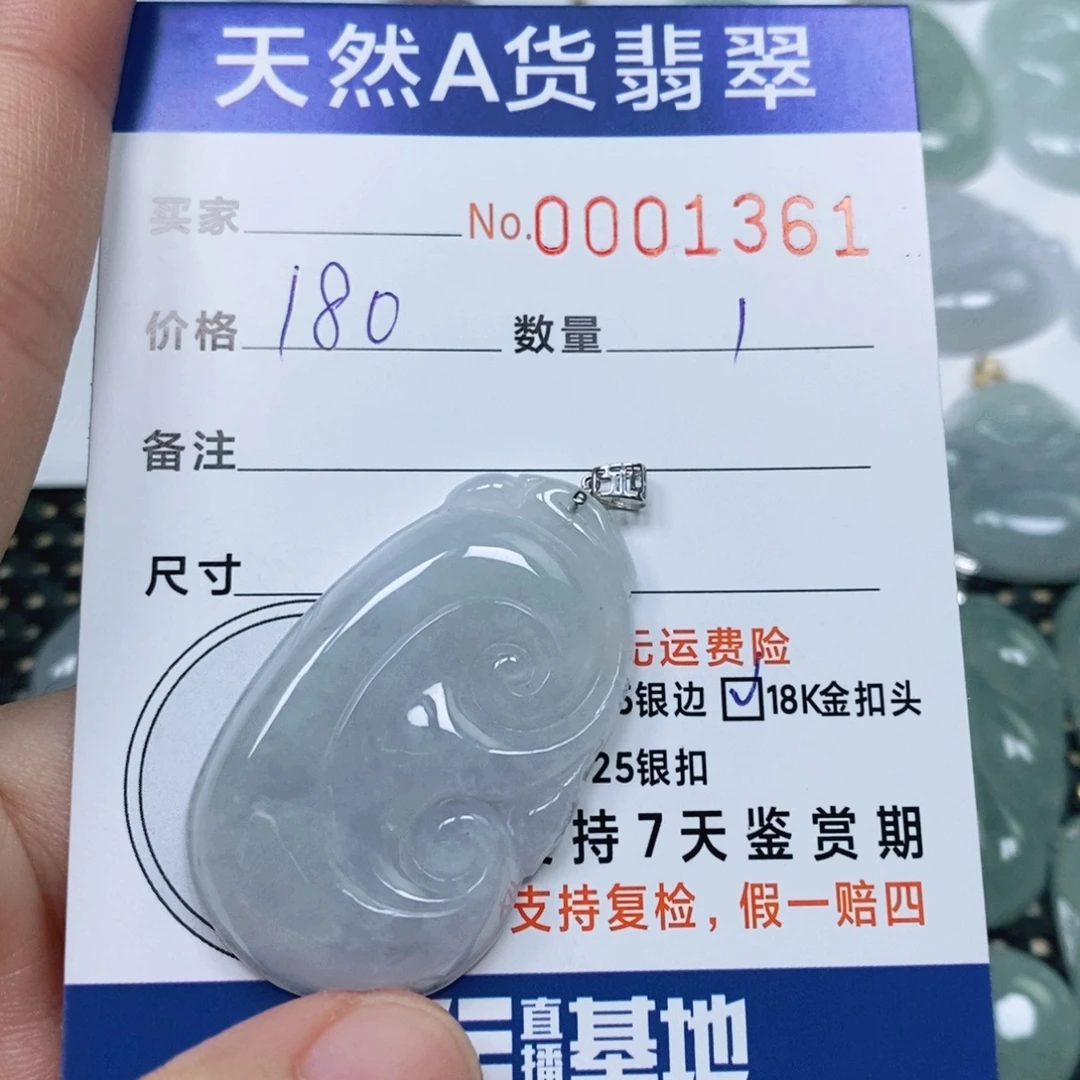 天然A货翡翠
买家 No.0001361
价格 180 数量 1
备注
尺寸
运费险
银边 ☑18K金扣头
25银扣
持7天鉴赏期
支持复检，假一赔四
直播基地